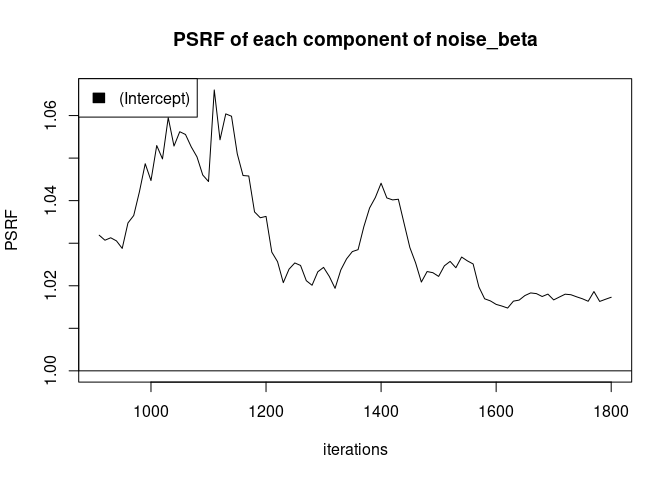 PSRF of each component of noise_beta
(Intercept)
PSRF
1.06
1.04
1.02
1.00
1000 1200 1400 1600 1800
iterations